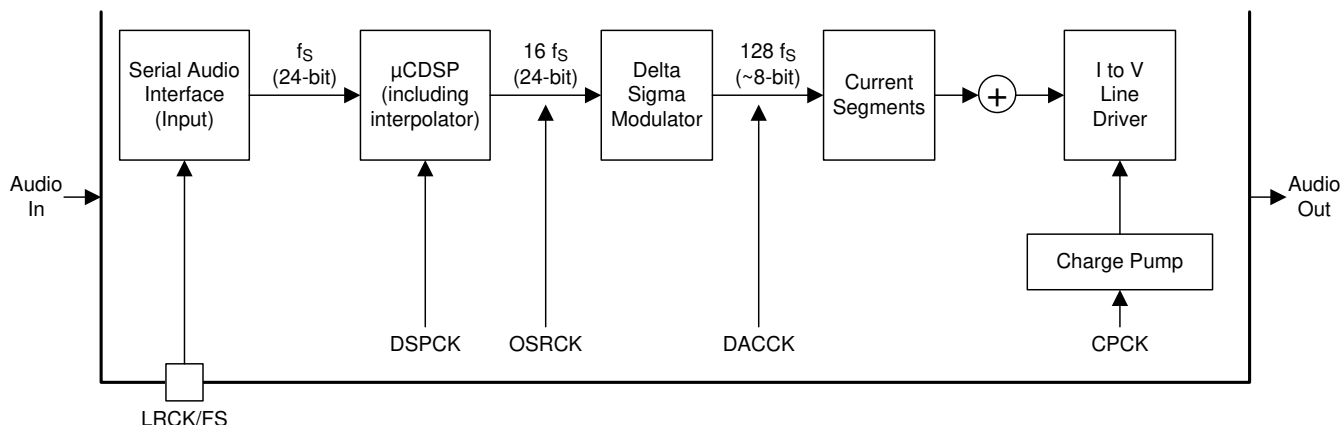 Serial Audio
Interface
(Input)
fS
(24-bit)
µCDSP
(including
interpolator)
16 fS
(24-bit)
Delta
Sigma
Modulator
128 fS
(~8-bit)
Current
Segments
+
I to V
Line
Driver
Audio
In
Audio
Out
Charge Pump
DSPCK
OSRCK
DACCK
CPCK
LRCK/FS